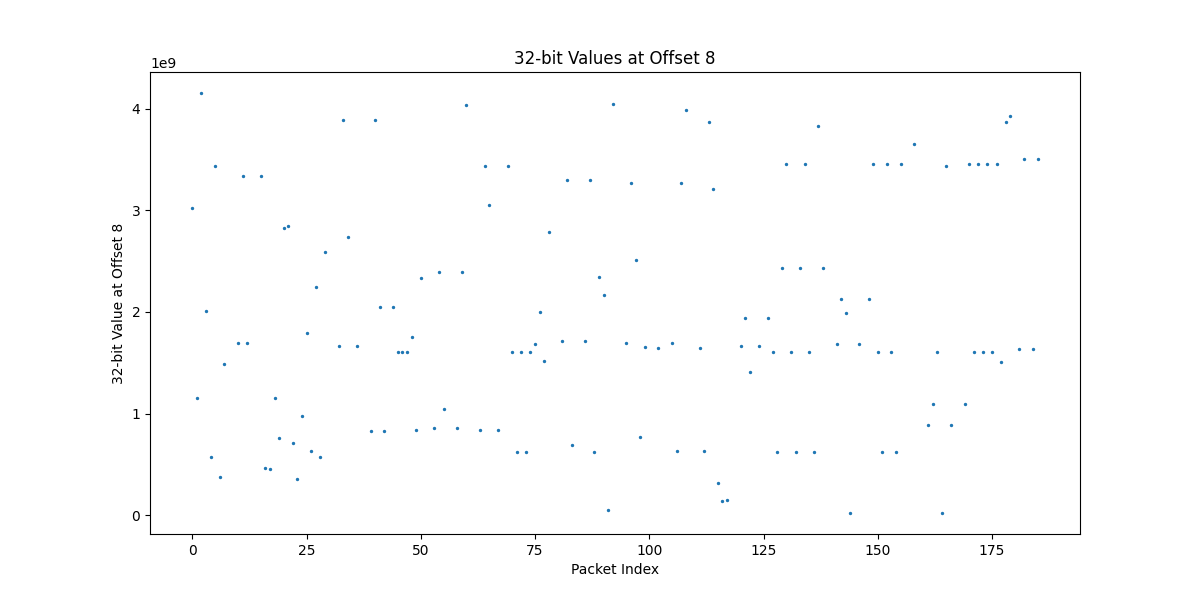 32-bit Values at Offset 8
1e9
4
3
2
1
0
32-bit Value at Offset 8
0 25 50 75 100 125 150 175
Packet Index